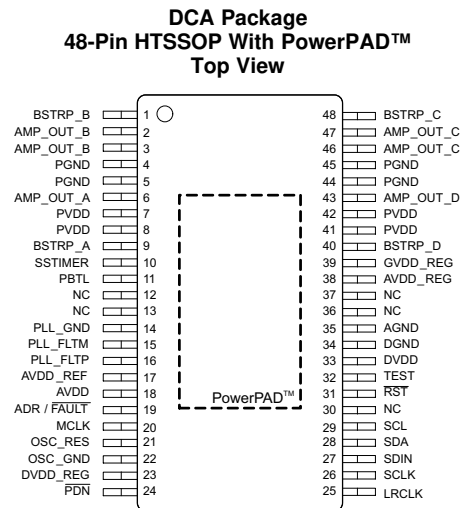 DCA Package
48-Pin HTSSOP With PowerPAD™
Top View
BSTRP_B 1 48 BSTRP_C
AMP_OUT_B 2 47 AMP_OUT_C
AMP_OUT_B 3 46 AMP_OUT_C
PGND 4 45 PGND
PGND 5 44 PGND
AMP_OUT_A 6 43 AMP_OUT_D
PVDD 7 42 PVDD
PVDD 8 41 PVDD
BSTRP_A 9 40 BSTRP_D
SSTIMER 10 39 GVDD_REG
PBTL 11 38 AVDD_REG
NC 12 37 NC
NC 13 36 NC
PLL_GND 14 35 AGND
PLL_FLTM 15 34 DGND
PLL_FLTP 16 33 DVDD
AVDD_REF 17 32 TEST
AVDD 18 PowerPAD™ 31 RST
ADR / FAULT 19 30 NC
MCLK 20 29 SCL
OSC_RES 21 28 SDA
OSC_GND 22 27 SDIN
DVDD_REG 23 26 SCLK
PDN 24 25 LRCLK